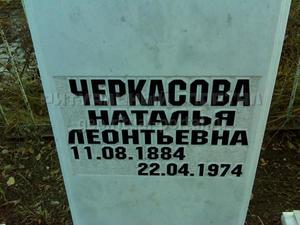 ЧЕРКАСОВА
НАТАЛЬЯ
ЛЕОНТЬЕВНА
11.08.1884
22.04.1974